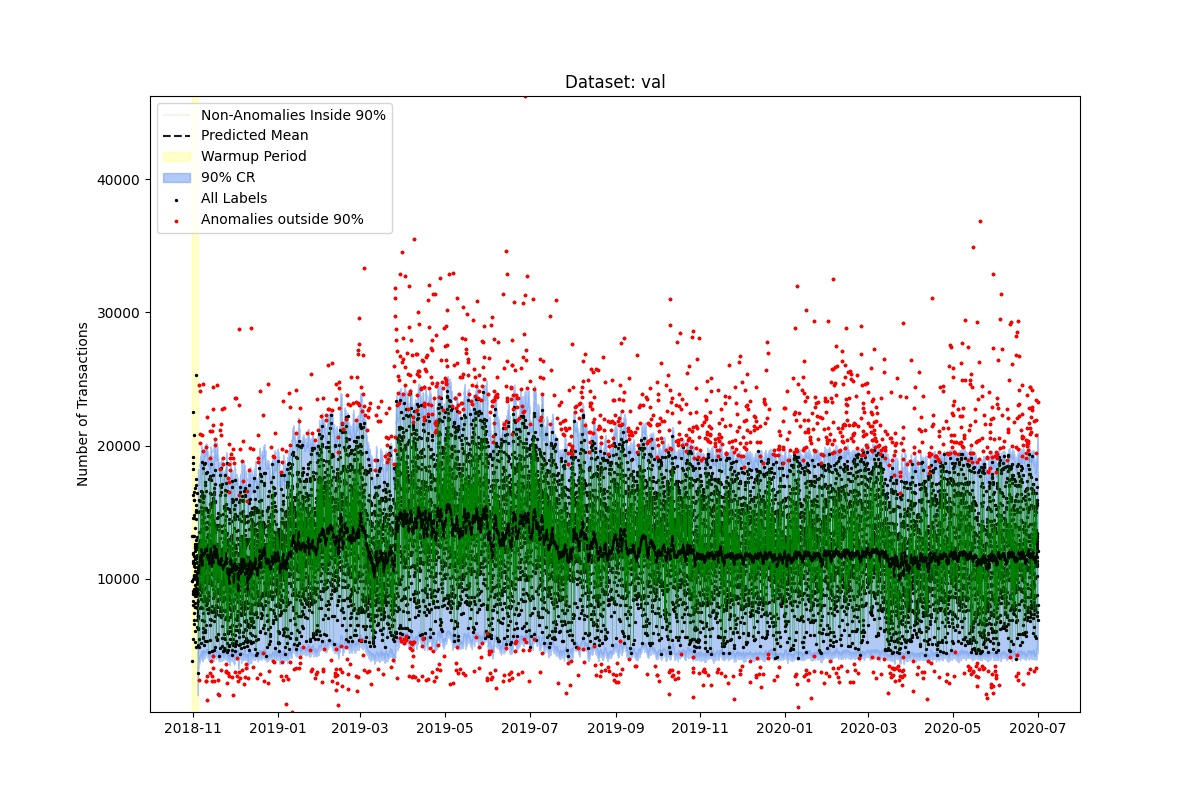 Dataset: val
Non-Anomalies Inside 90%
Predicted Mean
Warmup Period
90% CR
All Labels
Anomalies outside 90%
Number of Transactions
40000
30000
20000
10000
2018-11 2019-01 2019-03 2019-05 2019-07 2019-09 2019-11 2020-01 2020-03 2020-05 2020-07